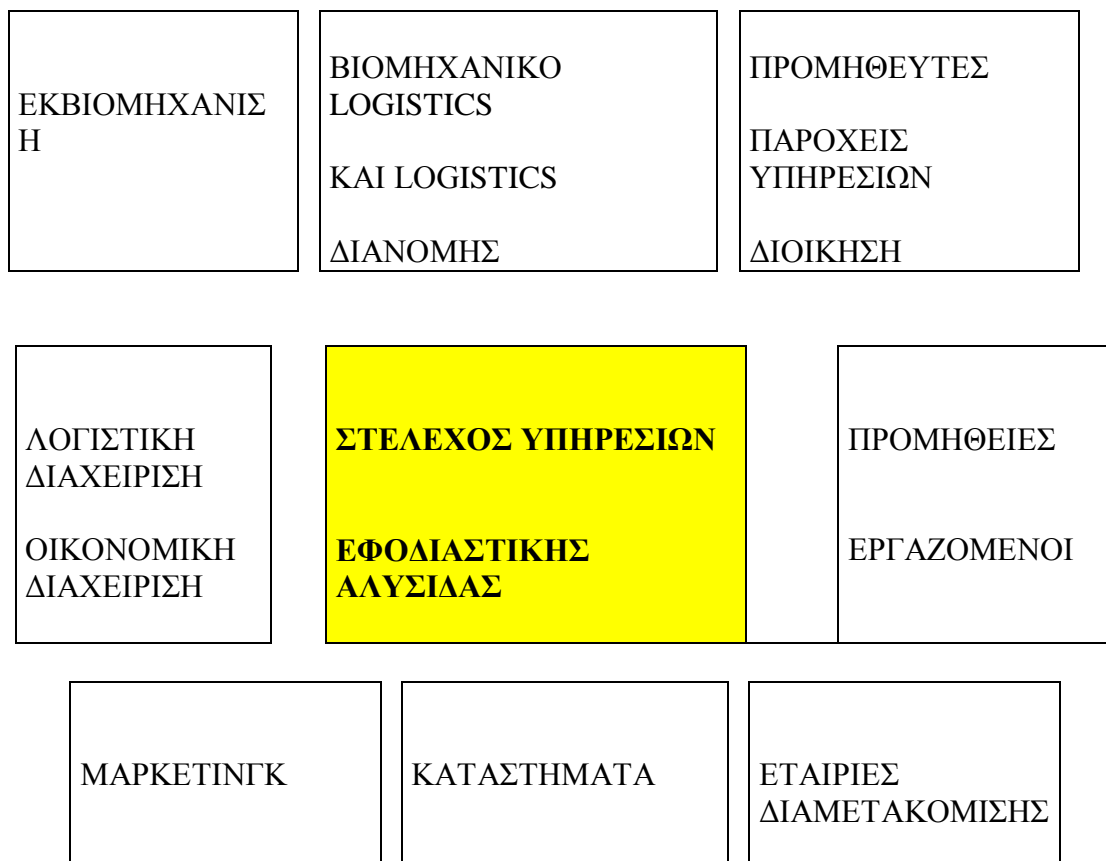 ΕΚΒΙΟΜΗΧΑΝΙΣ
Η
ΒΙΟΜΗΧΑΝΙΚΟ
LOGISTICS
ΚΑΙ LOGISTICS
ΔΙΑΝΟΜΗΣ
ΠΡΟΜΗΘΕΥΤΕΣ
ΠΑΡΟΧΕΙΣ
ΥΠΗΡΕΣΙΩΝ
ΔΙΟΙΚΗΣΗ
ΛΟΓΙΣΤΙΚΗ
ΔΙΑΧΕΙΡΙΣΗ
ΟΙΚΟΝΟΜΙΚΗ
ΔΙΑΧΕΙΡΙΣΗ
ΣΤΕΛΕΧΟΣ ΥΠΗΡΕΣΙΩΝ
ΕΦΟΔΙΑΣΤΙΚΗΣ
ΑΛΥΣΙΔΑΣ
ΠΡΟΜΗΘΕΙΕΣ
ΕΡΓΑΖΟΜΕΝΟΙ
ΜΑΡΚΕΤΙΝΓΚ
ΚΑΤΑΣΤΗΜΑΤΑ
ΕΤΑΙΡΙΕΣ
ΔΙΑΜΕΤΑΚΟΜΙΣΗΣ